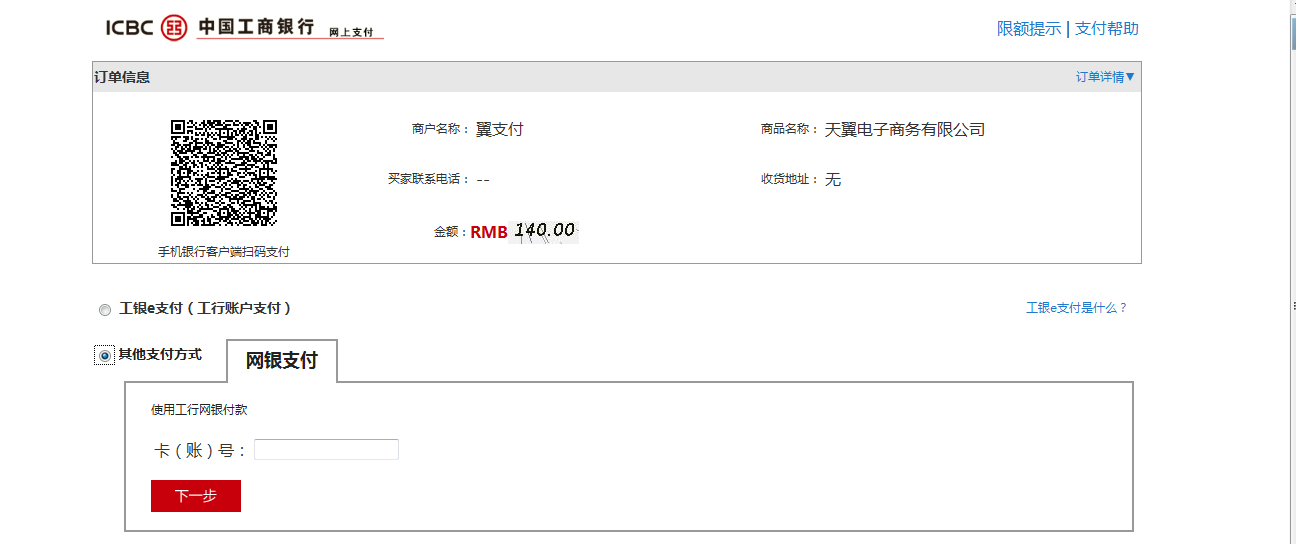 ICBC 中国工商银行 网上支付
限额提示 | 支付帮助
订单信息 订单详情▼
商户名称： 翼支付 商品名称： 天翼电子商务有限公司
买家联系电话： -- 收货地址： 无
金额：RMB 140.00
手机银行客户端扫码支付
工银e支付（工行账户支付） 工银e支付是什么？
其他支付方式 网银支付
使用工行网银付款
卡（账）号：
下一步